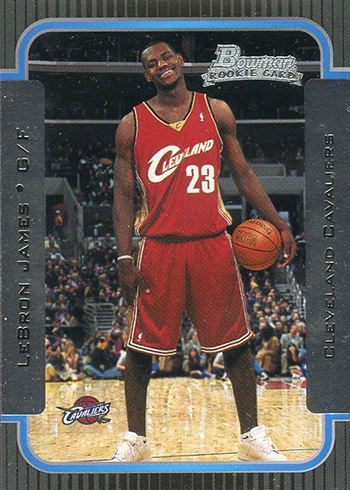 Bowman
ROOKIE CARD
CLEVELAND
23
LEBRON JAMES • G/F
CLEVELAND CAVALIERS
CAVALIERS